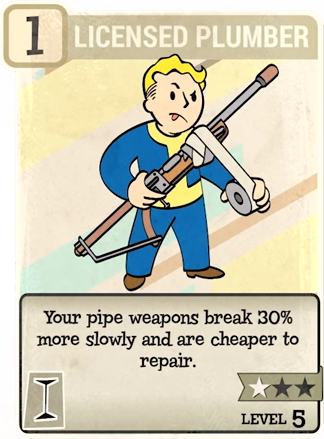 1
LICENSED PLUMBER
Your pipe weapons break 30%
more slowly and are cheaper to
repair.
LEVEL 5